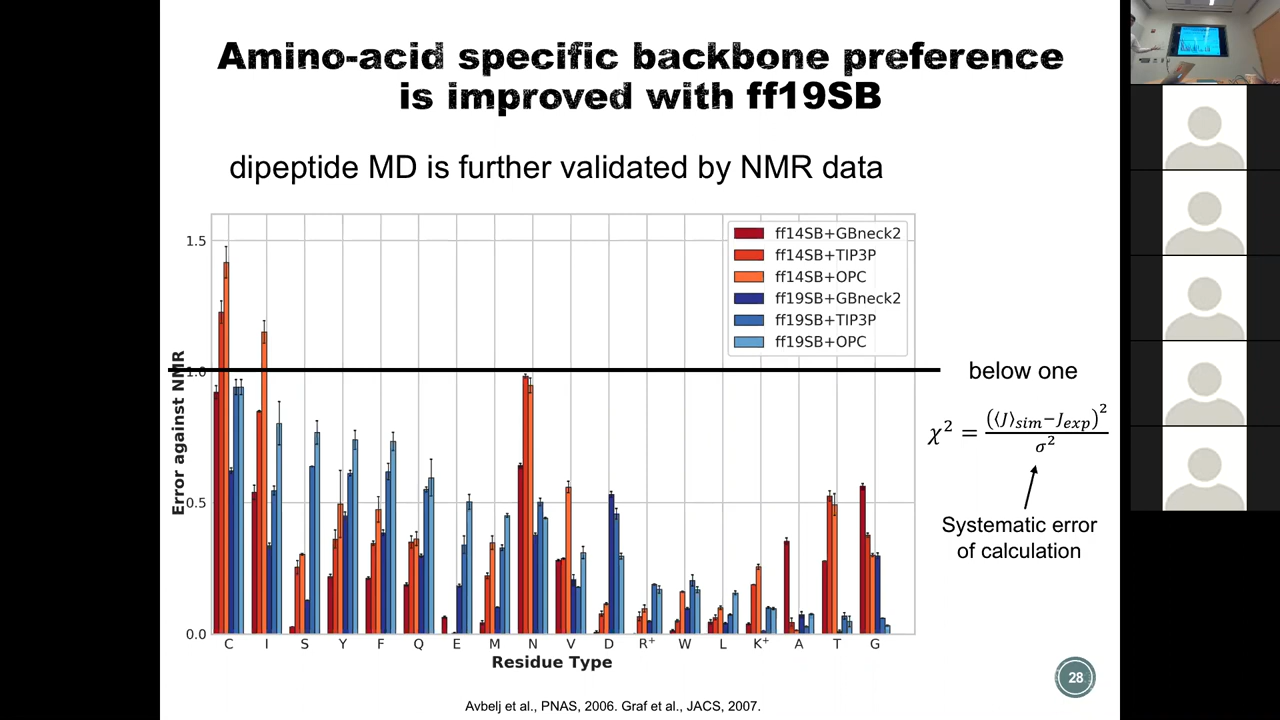 Amino-acid specific backbone preference
is improved with ff19SB
dipeptide MD is further validated by NMR data
1.5
1.0
0.5
0.0
Error against NMR
ff14SB+GBneck2
ff14SB+TIP3P
ff14SB+OPC
ff19SB+GBneck2
ff19SB+TIP3P
ff19SB+OPC
below one
χ² = (⟨J⟩sim−Jexp)² / σ²
Systematic error
of calculation
C I S Y F Q E M N V D R⁺ W L K⁺ A T G
Residue Type
28
Avbelj et al., PNAS, 2006. Graf et al., JACS, 2007.